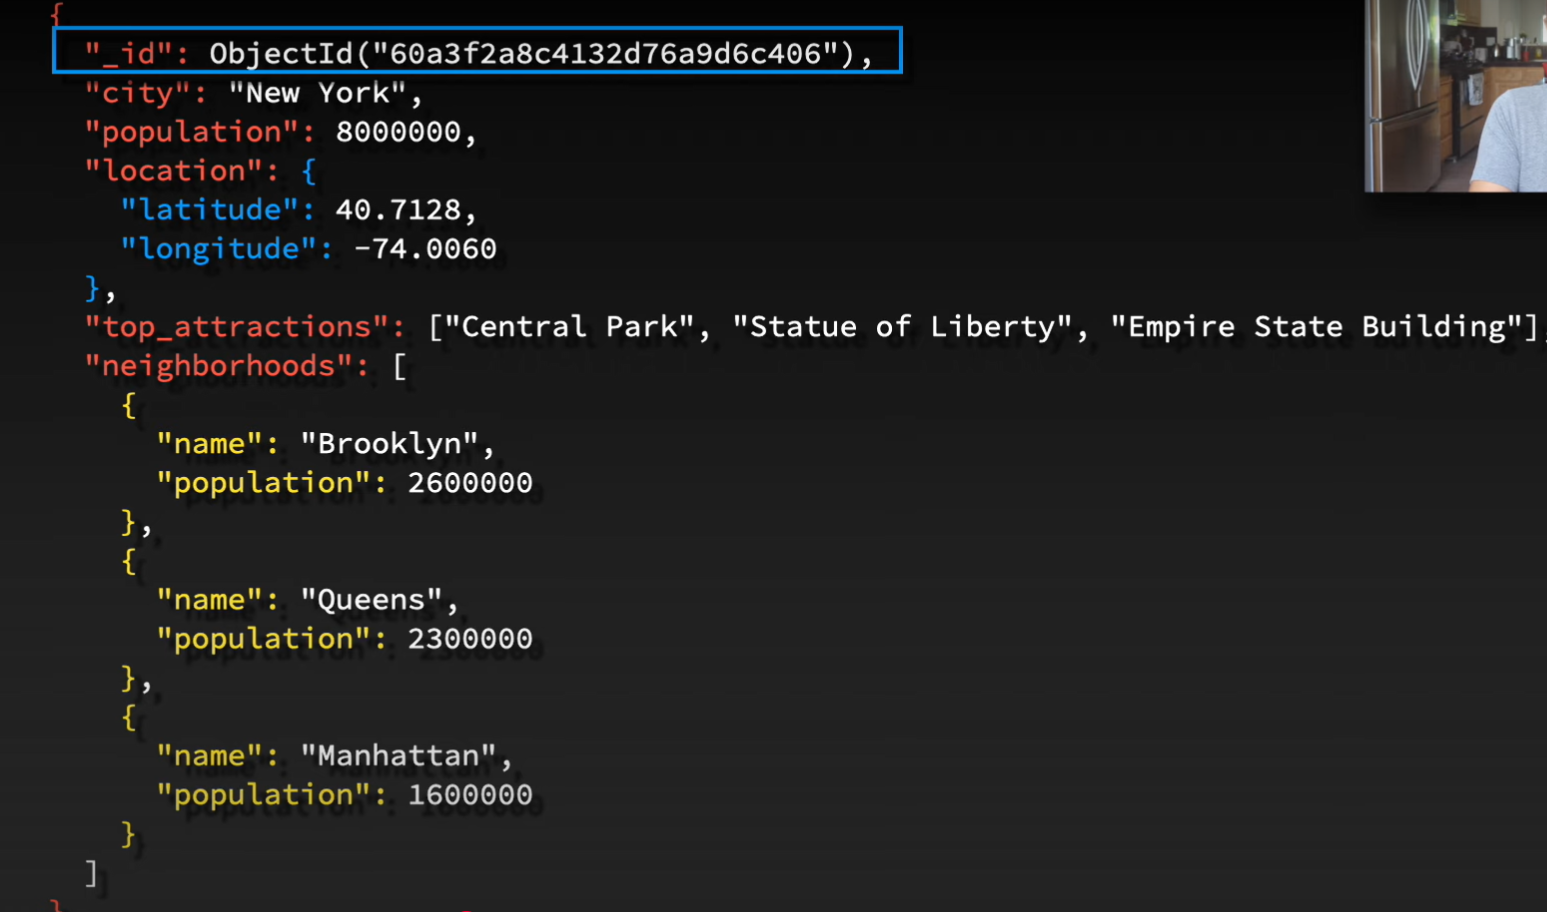 {
"_id": ObjectId("60a3f2a8c4132d76a9d6c406"),
"city": "New York",
"population": 8000000,
"location": {
"latitude": 40.7128,
"longitude": -74.0060
},
"top_attractions": ["Central Park", "Statue of Liberty", "Empire State Building"],
"neighborhoods": [
{
"name": "Brooklyn",
"population": 2600000
},
{
"name": "Queens",
"population": 2300000
},
{
"name": "Manhattan",
"population": 1600000
}
]
}